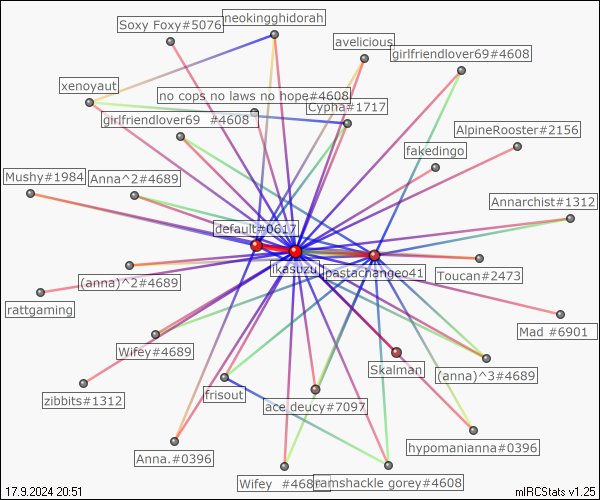 Soxy Foxy#5076
neokingghidorah
avelicious
girlfriendlover69#4608
xenoyaut
no cops no laws no hope#4608
Cypha#1717
girlfriendlover69 #4608
AlpineRooster#2156
fakedingo
Mushy#1984
Anna^2#4689
Annarchist#1312
default#0617
ikasuzu
pastachangeo41
Toucan#2473
(anna)^2#4689
rattgaming
Mad #6901
Wifey#4689
Skalman
(anna)^3#4689
zibbits#1312
frisout
ace deucy#7097
Anna.#0396
hypomanianna#0396
Wifey
ramshackle gorey#4608
17.9.2024 20:51
mIRCStats v1.25